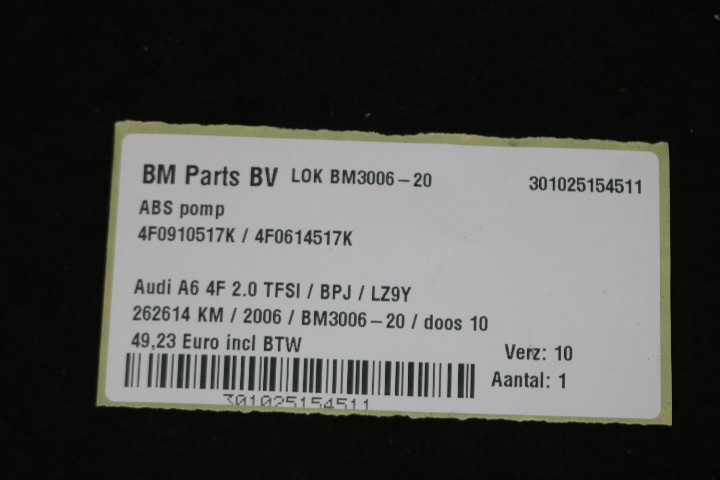 BM Parts BV LOK BM3006-20 301025154511
ABS pomp
4F0910517K / 4F0614517K
Audi A6 4F 2.0 TFSI / BPJ / LZ9Y
262614 KM / 2006 / BM3006-20 / doos 10
49,23 Euro incl BTW
Verz: 10
Aantal: 1
301025154511